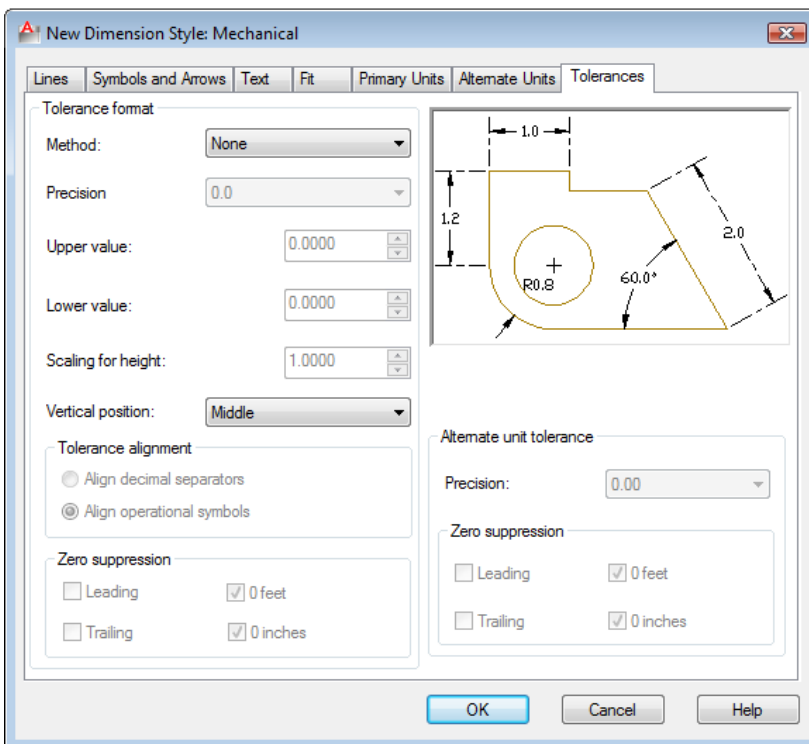 New Dimension Style: Mechanical
Lines Symbols and Arrows Text Fit Primary Units Alternate Units Tolerances
Tolerance format
Method: None
Precision 0.0
Upper value: 0.0000
Lower value: 0.0000
Scaling for height: 1.0000
Vertical position: Middle
Tolerance alignment
Align decimal separators
Align operational symbols
Zero suppression
Leading 0 feet
Trailing 0 inches
1.0
1.2
2.0
60.0°
R0.8
Alternate unit tolerance
Precision: 0.00
Zero suppression
Leading 0 feet
Trailing 0 inches
OK Cancel Help